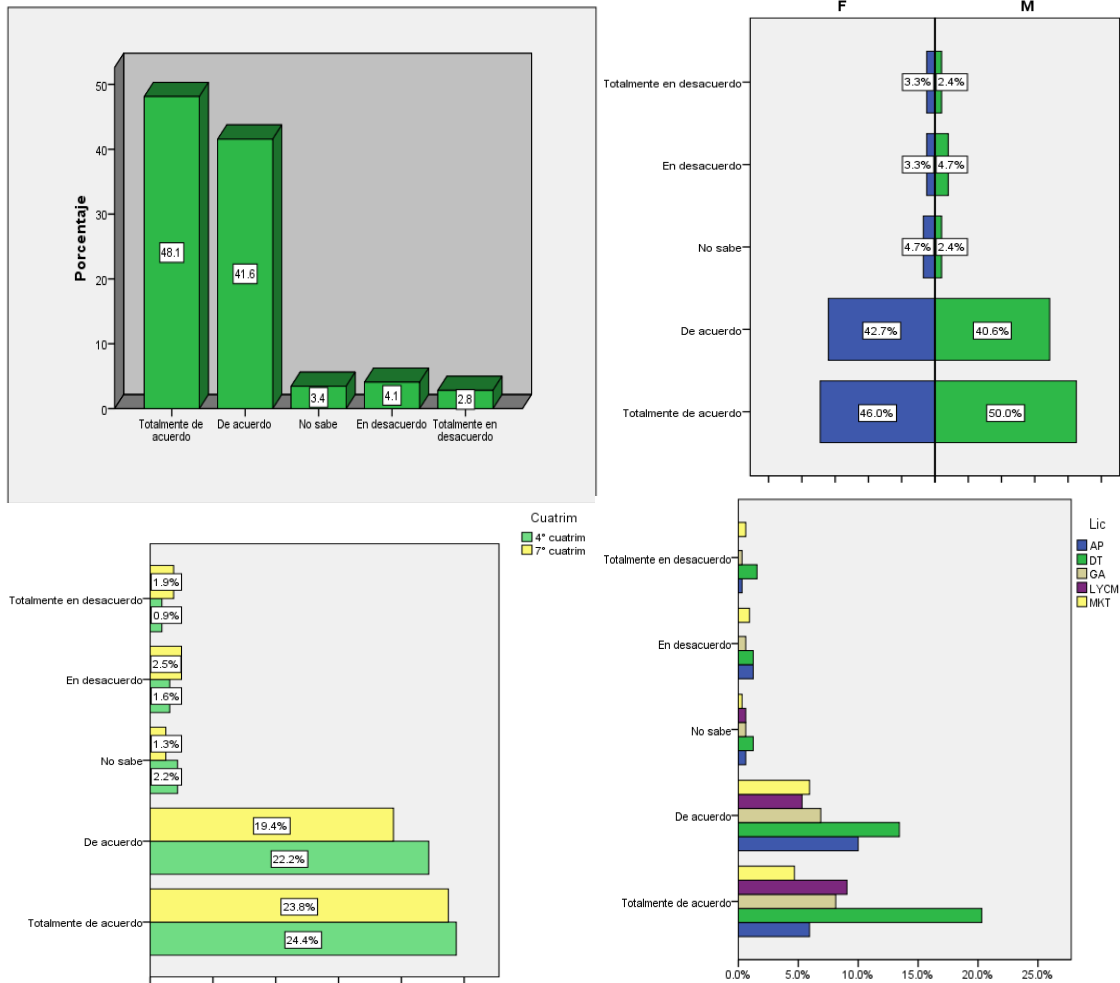 Porcentaje
50
40
30
20
10
0
48.1
41.6
3.4
4.1
2.8
Totalmente de
acuerdo
De acuerdo
No sabe
En desacuerdo
Totalmente en
desacuerdo
F M
Totalmente en desacuerdo 3.3% 2.4%
En desacuerdo 3.3% 4.7%
No sabe 4.7% 2.4%
De acuerdo 42.7% 40.6%
Totalmente de acuerdo 46.0% 50.0%
Cuatrim
4° cuatrim
7° cuatrim
1.9%
Totalmente en desacuerdo
0.9%
2.5%
En desacuerdo
1.6%
1.3%
No sabe
2.2%
19.4%
De acuerdo
22.2%
23.8%
Totalmente de acuerdo
24.4%
Lic
AP
DT
GA
LYCM
MKT
Totalmente en desacuerdo
En desacuerdo
No sabe
De acuerdo
Totalmente de acuerdo
0.0% 5.0% 10.0% 15.0% 20.0% 25.0%